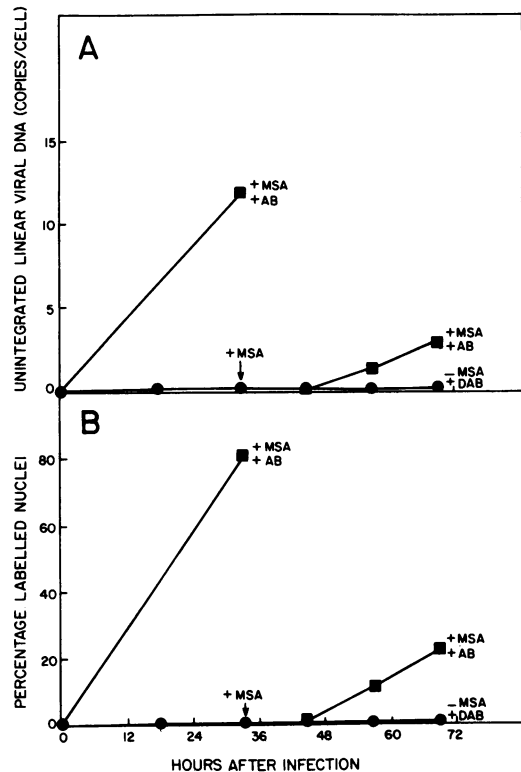 A
UNINTEGRATED LINEAR VIRAL DNA (COPIES/CELL)
15
10
5
0
+ MSA
+ AB
+ MSA
+ MSA
+ AB
− MSA
+ DAB
B
PERCENTAGE LABELLED NUCLEI
80
60
40
20
0
+ MSA
+ AB
+ MSA
+ MSA
+ AB
− MSA
+ DAB
0 12 24 36 48 60 72
HOURS AFTER INFECTION